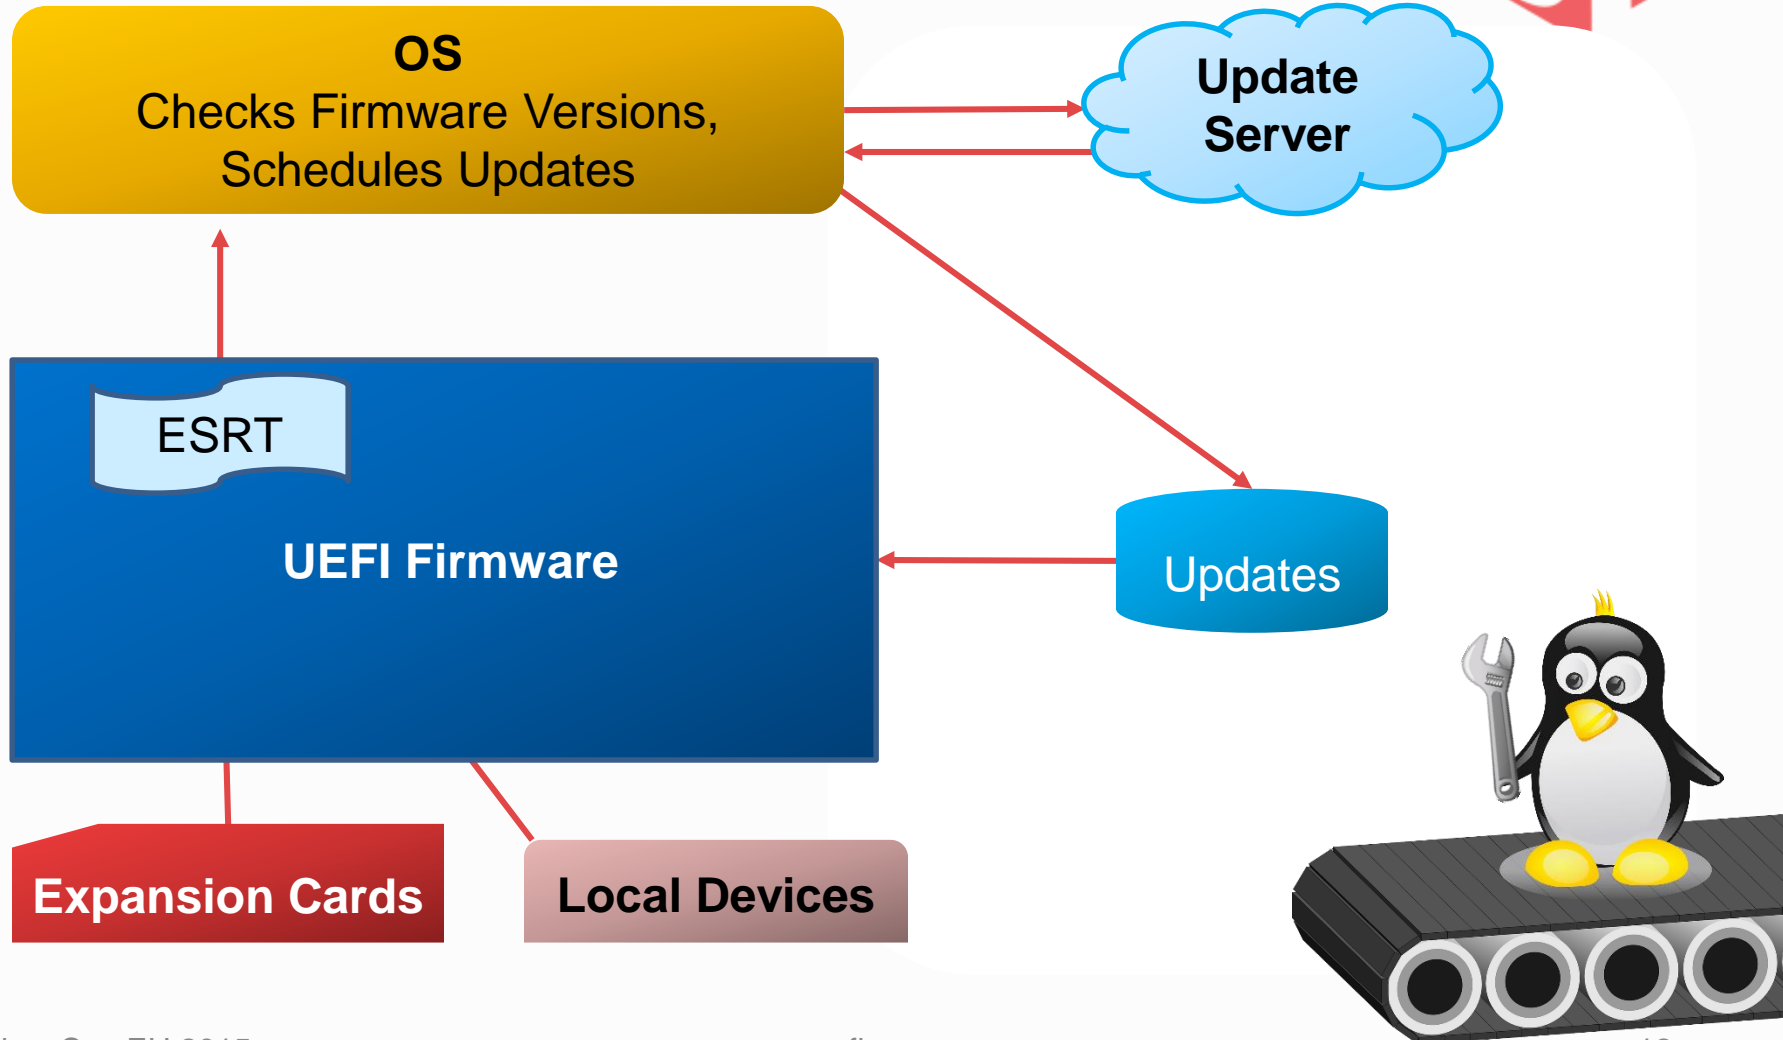 OS
Checks Firmware Versions,
Schedules Updates
Update
Server
ESRT
UEFI Firmware
Updates
Expansion Cards
Local Devices